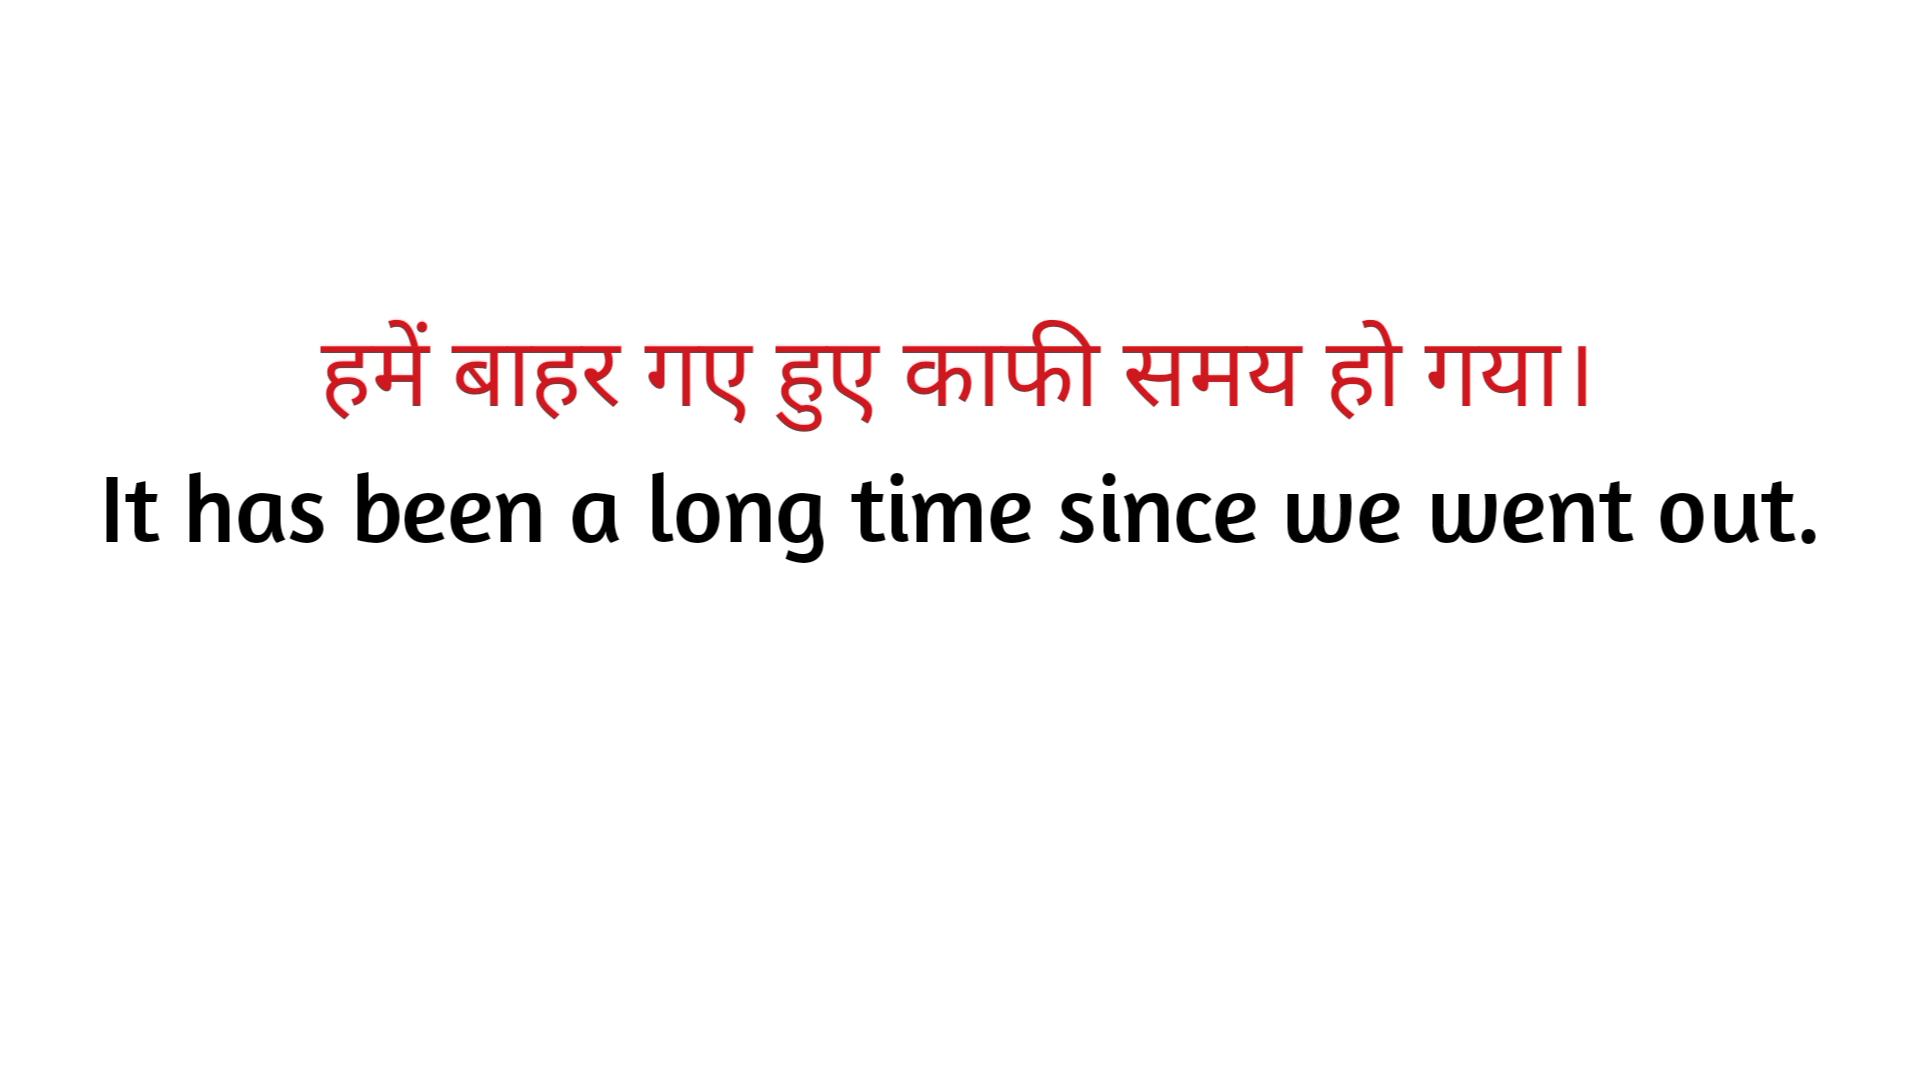 हमें बाहर गए हुए काफी समय हो गया।
It has been a long time since we went out.